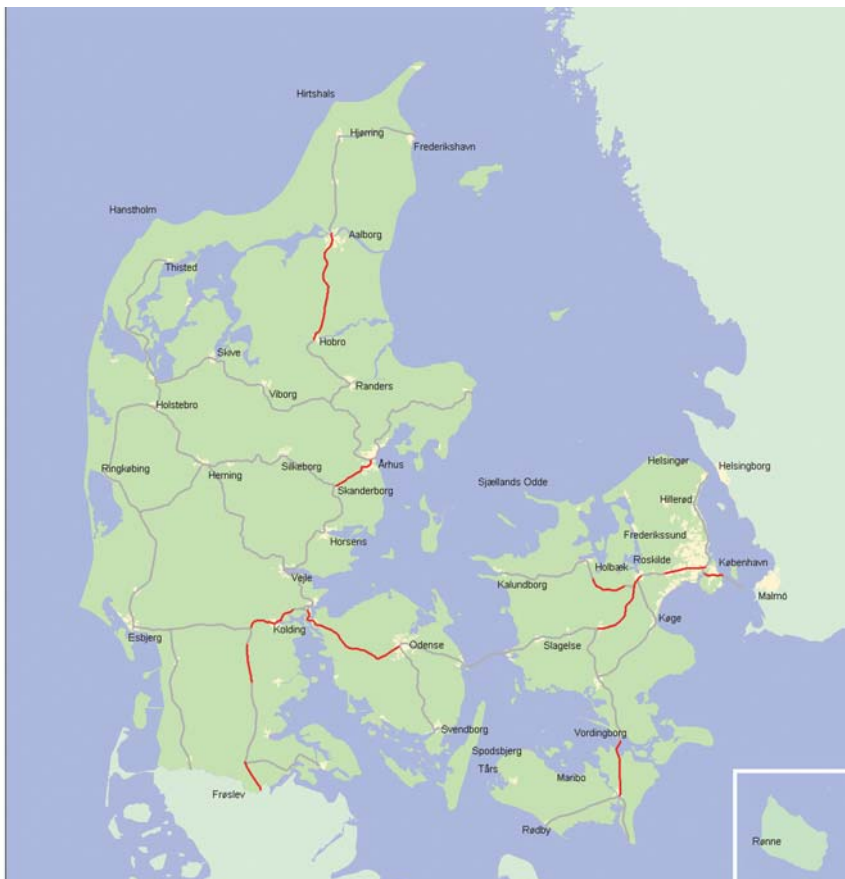 Hirtshals
Hjørring
Frederikshavn
Hanstholm
Aalborg
Thisted
Hobro
Skive
Randers
Viborg
Holstebro
Silkeborg
Århus
Ringkøbing
Herning
Skanderborg
Helsingør
Helsingborg
Sjællands Odde
Hillerød
Frederikssund
Horsens
Roskilde
København
Holbæk
Vejle
Kalundborg
Malmö
Køge
Kolding
Esbjerg
Odense
Slagelse
Svendborg
Vordingborg
Spodsbjerg
Tårs
Maribo
Frøslev
Rødby
Rønne